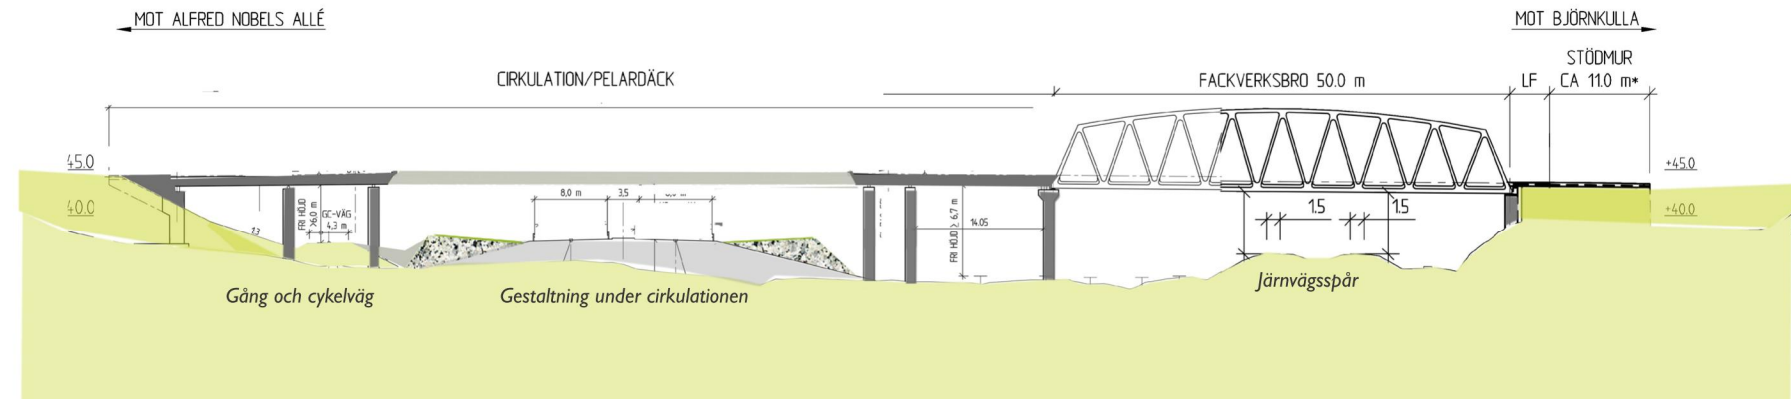 MOT ALFRED NOBELS ALLÉ
MOT BJÖRNKULLA
CIRKULATION/PELARDÄCK
FACKVERKSBRO 50.0 m
LF
STÖDMUR
CA 11.0 m*
45.0
40.0
+45.0
+40.0
FRI HÖJD
>6.0 m
GC-VÄG
4,3 m
8,0 m
3,5
FRI HÖJD ≥ 6,7 m
14.05
1.5
1.5
Gång och cykelväg
Gestaltning under cirkulationen
Järnvägsspår